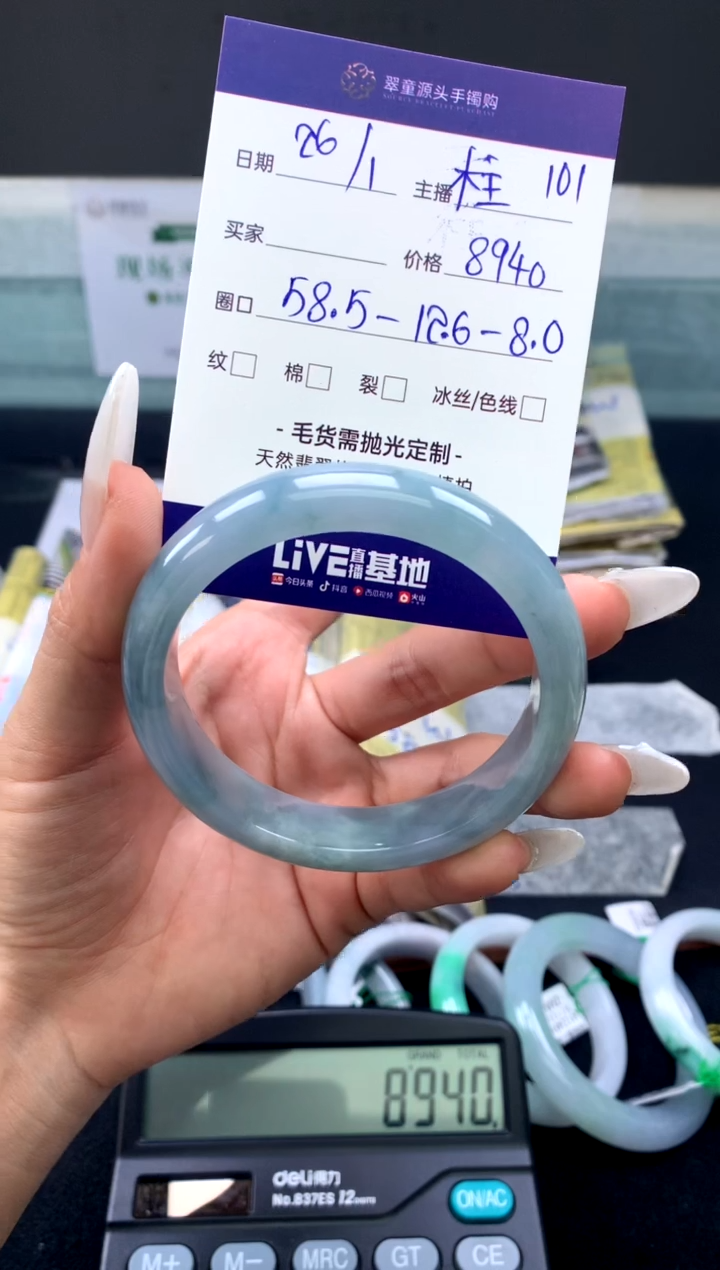 翠童源头手镯购
日期 26/1 主播 桂 101
买家 价格 8940
圈口 58.5-12.6-8.0
纹 棉 裂 冰丝/色线
- 毛货需抛光定制 -
天然翡翠
LiVE直播基地
今日头条 抖音 西瓜视频 火山
GRAND TOTAL
8940.
deli得力
No.837ES 12DIGITS
ON/AC
M+ M- MRC GT CE